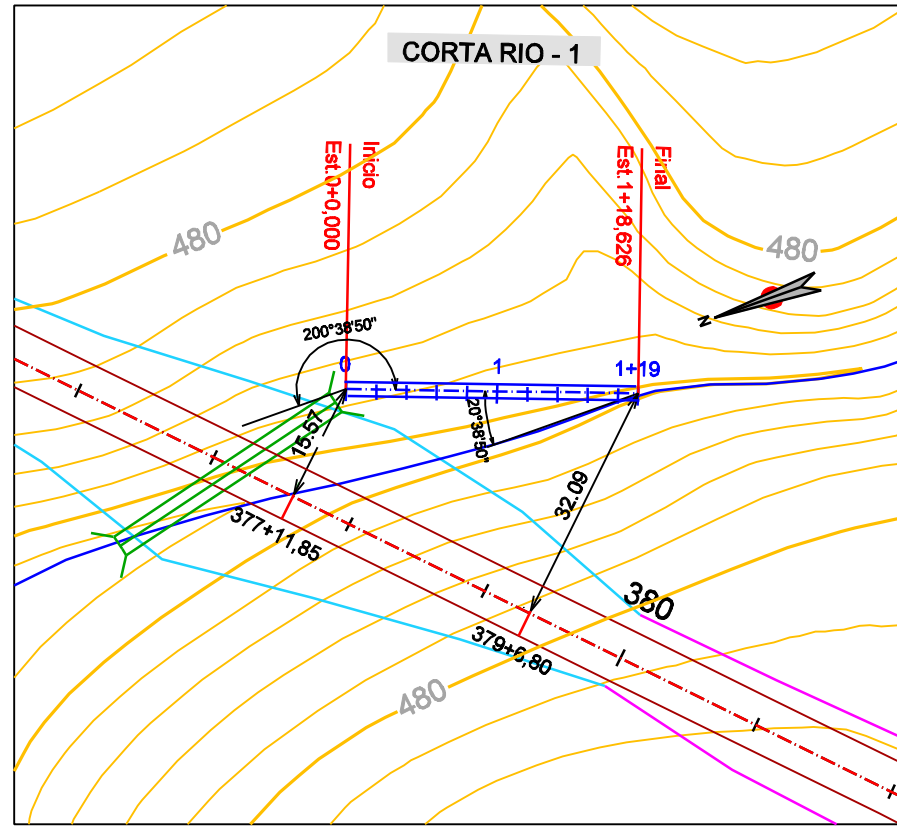 CORTA RIO - 1
Início
Est.0+0,000
Final
Est.1+18,626
480
480
N
200°38'50"
0
1
1+19
20°38'50"
15.57
32.09
377+11,85
380
379+6,80
480